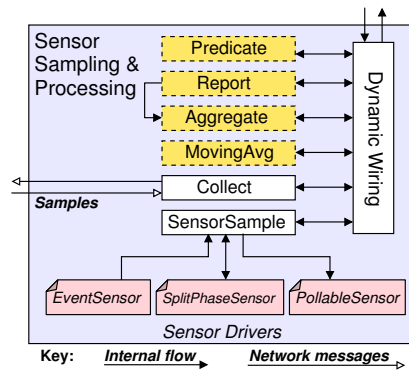 Sensor
Sampling &
Processing
Predicate
Report
Aggregate
MovingAvg
Collect
SensorSample
Dynamic Wiring
Samples
EventSensor
SplitPhaseSensor
PollableSensor
Sensor Drivers
Key: Internal flow Network messages